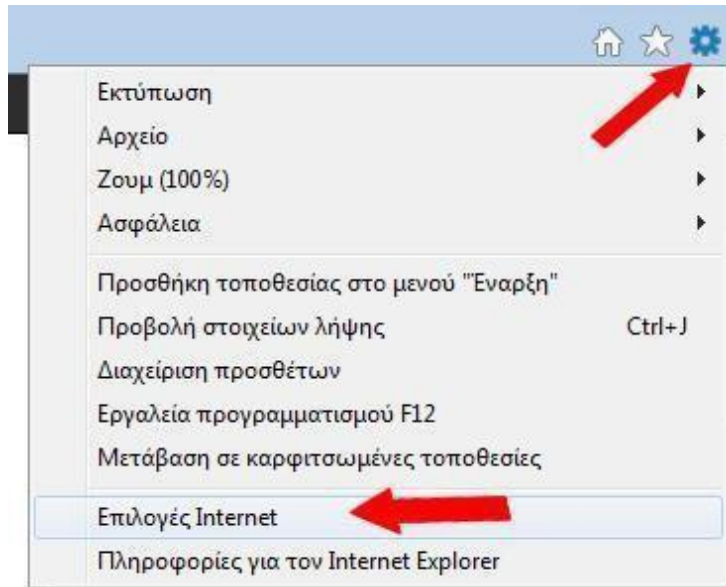 Εκτύπωση
Αρχείο
Ζουμ (100%)
Ασφάλεια
Προσθήκη τοποθεσίας στο μενού "Έναρξη"
Προβολή στοιχείων λήψης Ctrl+J
Διαχείριση προσθέτων
Εργαλεία προγραμματισμού F12
Μετάβαση σε καρφιτσωμένες τοποθεσίες
Επιλογές Internet
Πληροφορίες για τον Internet Explorer